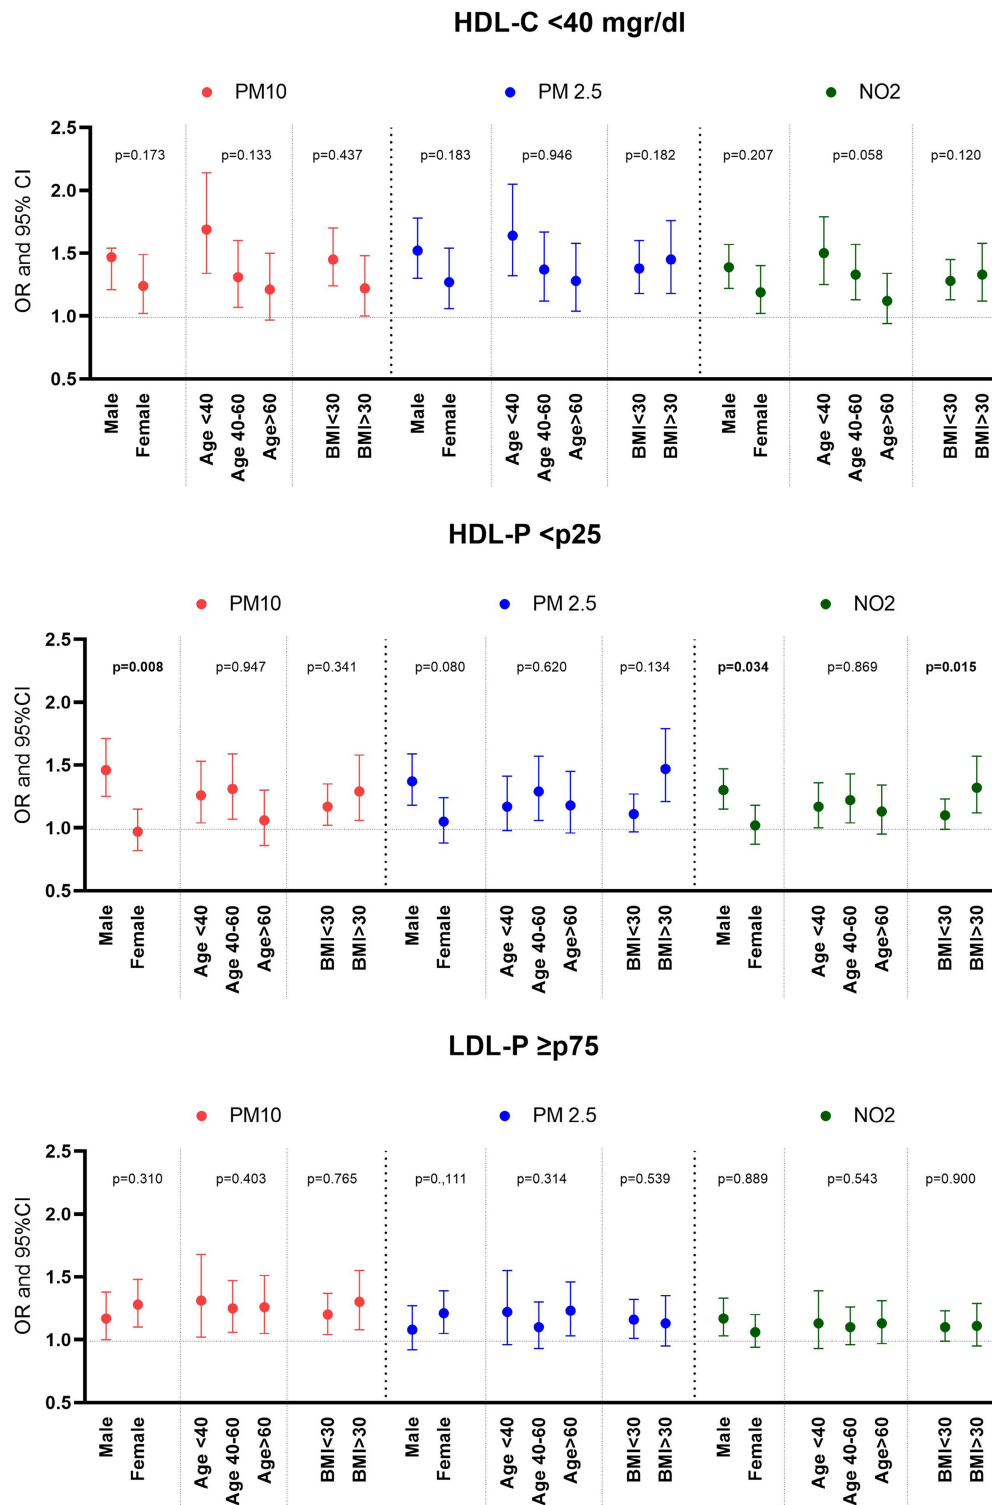 HDL-C <40 mgr/dl
PM10 PM 2.5 NO2
OR and 95% CI
2.5
2.0
1.5
1.0
0.5
p=0.173 p=0.133 p=0.437 p=0.183 p=0.946 p=0.182 p=0.207 p=0.058 p=0.120
Male Female Age <40 Age 40-60 Age>60 BMI<30 BMI>30 Male Female Age <40 Age 40-60 Age>60 BMI<30 BMI>30 Male Female Age <40 Age 40-60 Age>60 BMI<30 BMI>30
HDL-P <p25
PM10 PM 2.5 NO2
OR and 95%CI
2.5
2.0
1.5
1.0
0.5
p=0.008 p=0.947 p=0.341 p=0.080 p=0.620 p=0.134 p=0.034 p=0.869 p=0.015
Male Female Age <40 Age 40-60 Age>60 BMI<30 BMI>30 Male Female Age <40 Age 40-60 Age>60 BMI<30 BMI>30 Male Female Age <40 Age 40-60 Age>60 BMI<30 BMI>30
LDL-P ≥p75
PM10 PM 2.5 NO2
OR and 95%CI
2.5
2.0
1.5
1.0
0.5
p=0.310 p=0.403 p=0.765 p=0.,111 p=0.314 p=0.539 p=0.889 p=0.543 p=0.900
Male Female Age <40 Age 40-60 Age>60 BMI<30 BMI>30 Male Female Age <40 Age 40-60 Age>60 BMI<30 BMI>30 Male Female Age <40 Age 40-60 Age>60 BMI<30 BMI>30